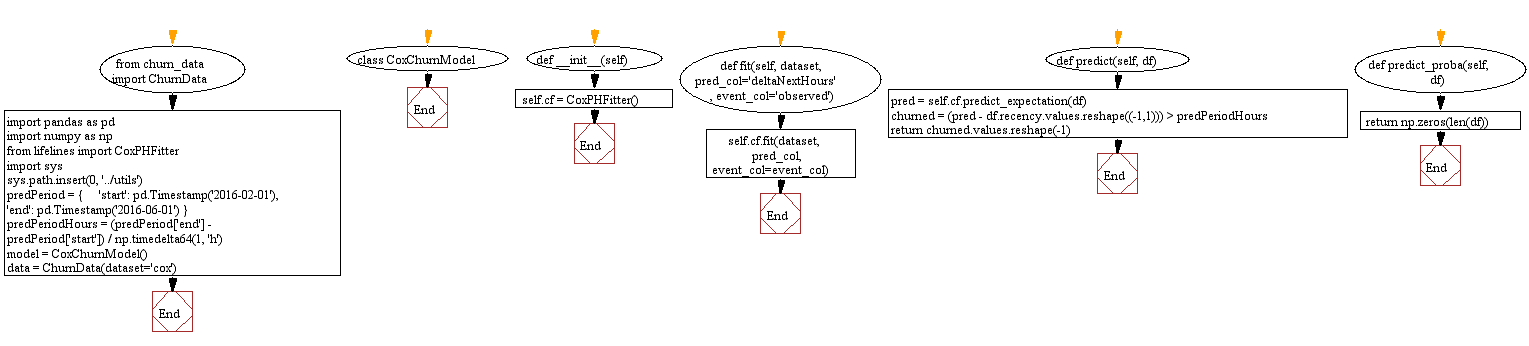 from churn_data
import ChurnData
import pandas as pd
import numpy as np
from lifelines import CoxPHFitter
import sys
sys.path.insert(0, '../utils')
predPeriod = { 'start': pd.Timestamp('2016-02-01'),
'end': pd.Timestamp('2016-06-01') }
predPeriodHours = (predPeriod['end'] -
predPeriod['start']) / np.timedelta64(1, 'h')
model = CoxChurnModel()
data = ChurnData(dataset='cox')
End
class CoxChurnModel
End
def __init__(self)
self.cf = CoxPHFitter()
End
def fit(self, dataset,
pred_col='deltaNextHours'
, event_col='observed')
self.cf.fit(dataset,
pred_col,
event_col=event_col)
End
def predict(self, df)
pred = self.cf.predict_expectation(df)
churned = (pred - df.recency.values.reshape((-1,1))) > predPeriodHours
return churned.values.reshape(-1)
End
def predict_proba(self,
df)
return np.zeros(len(df))
End